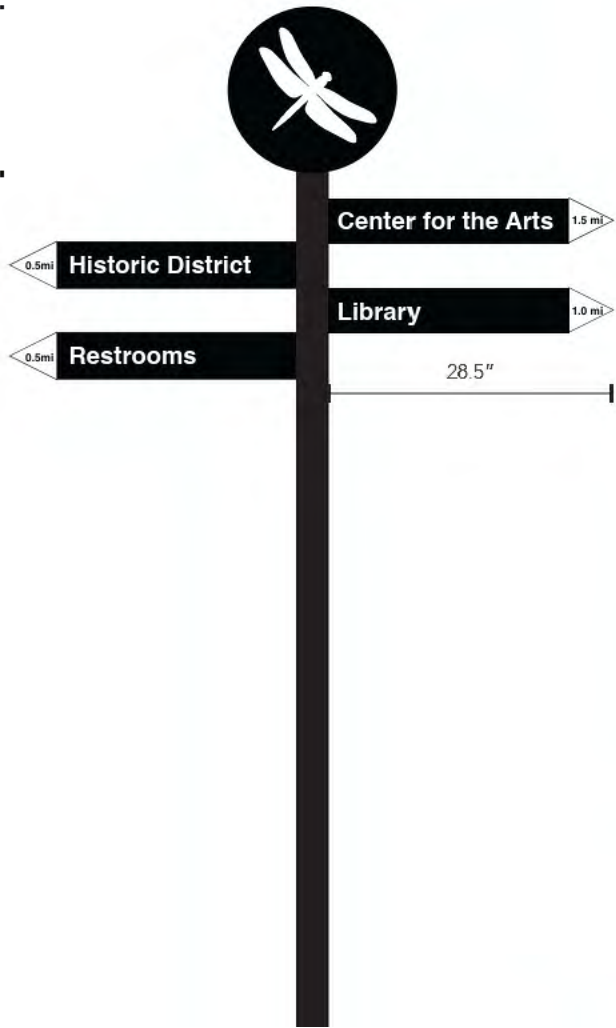 Center for the Arts 1.5 mi
0.5mi Historic District
Library 1.0 mi
0.5mi Restrooms
28.5"